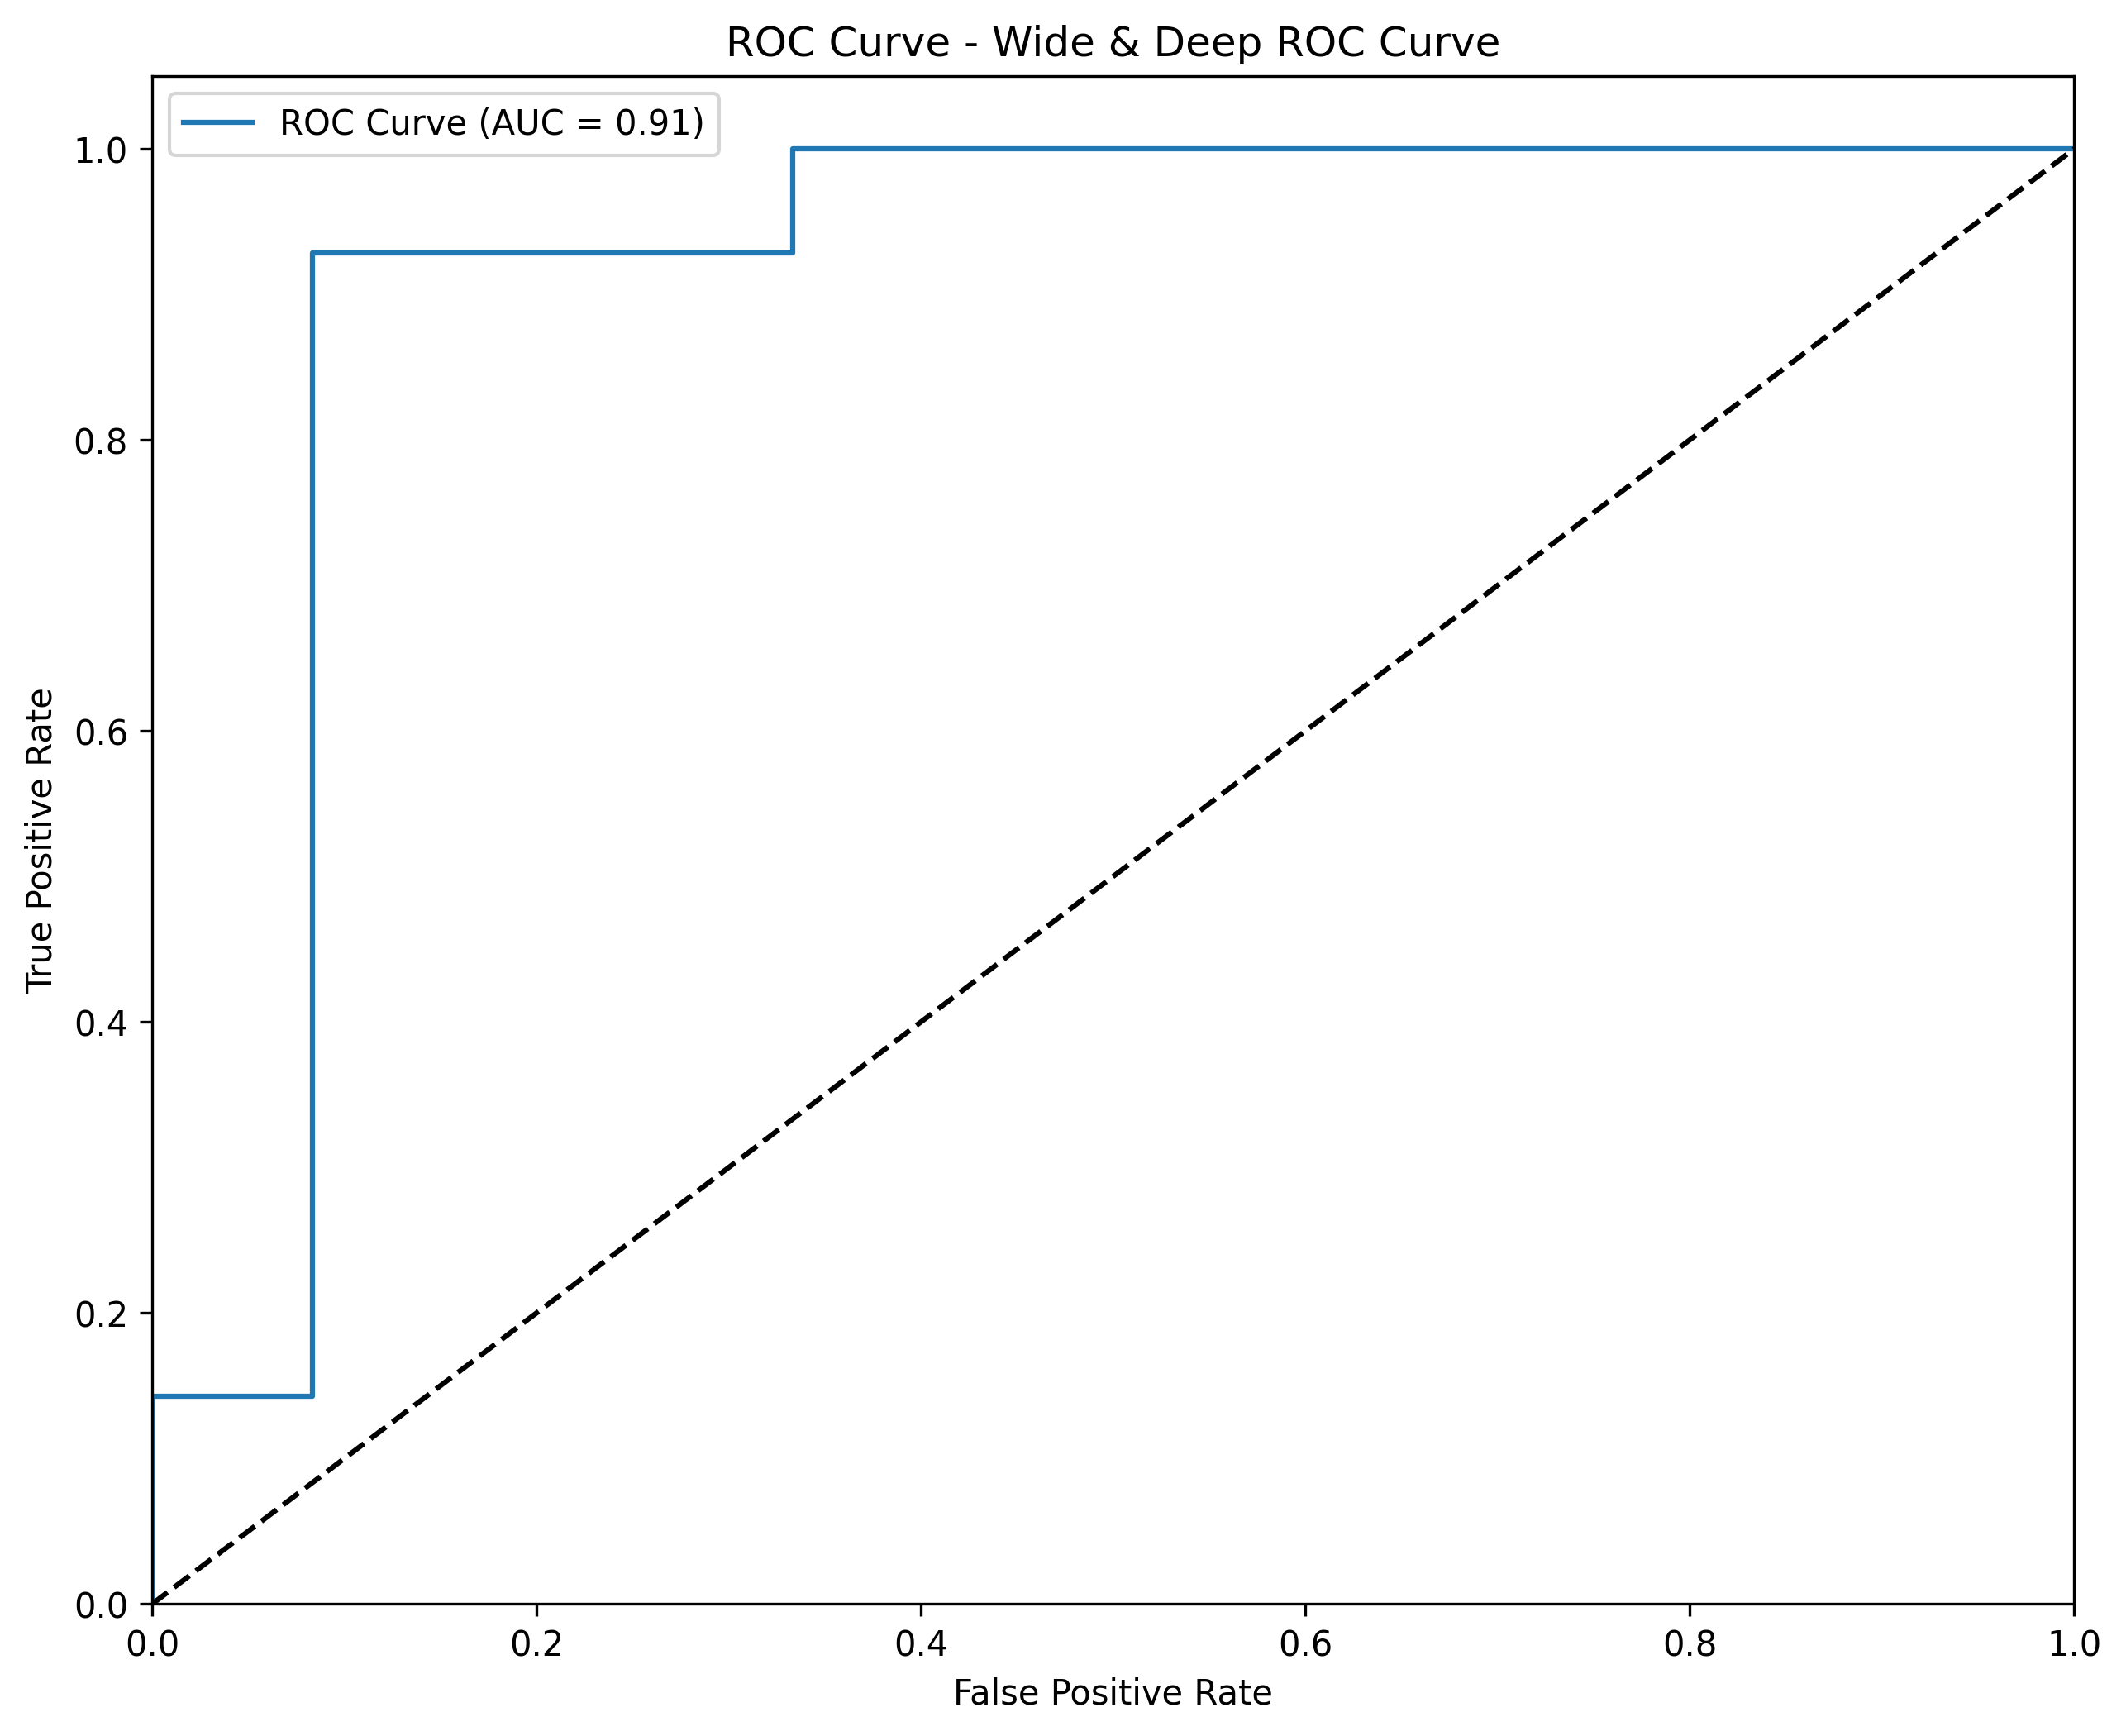 ROC Curve - Wide & Deep ROC Curve
ROC Curve (AUC = 0.91)
1.0
0.8
0.6
0.4
0.2
0.0
True Positive Rate
0.0 0.2 0.4 0.6 0.8 1.0
False Positive Rate